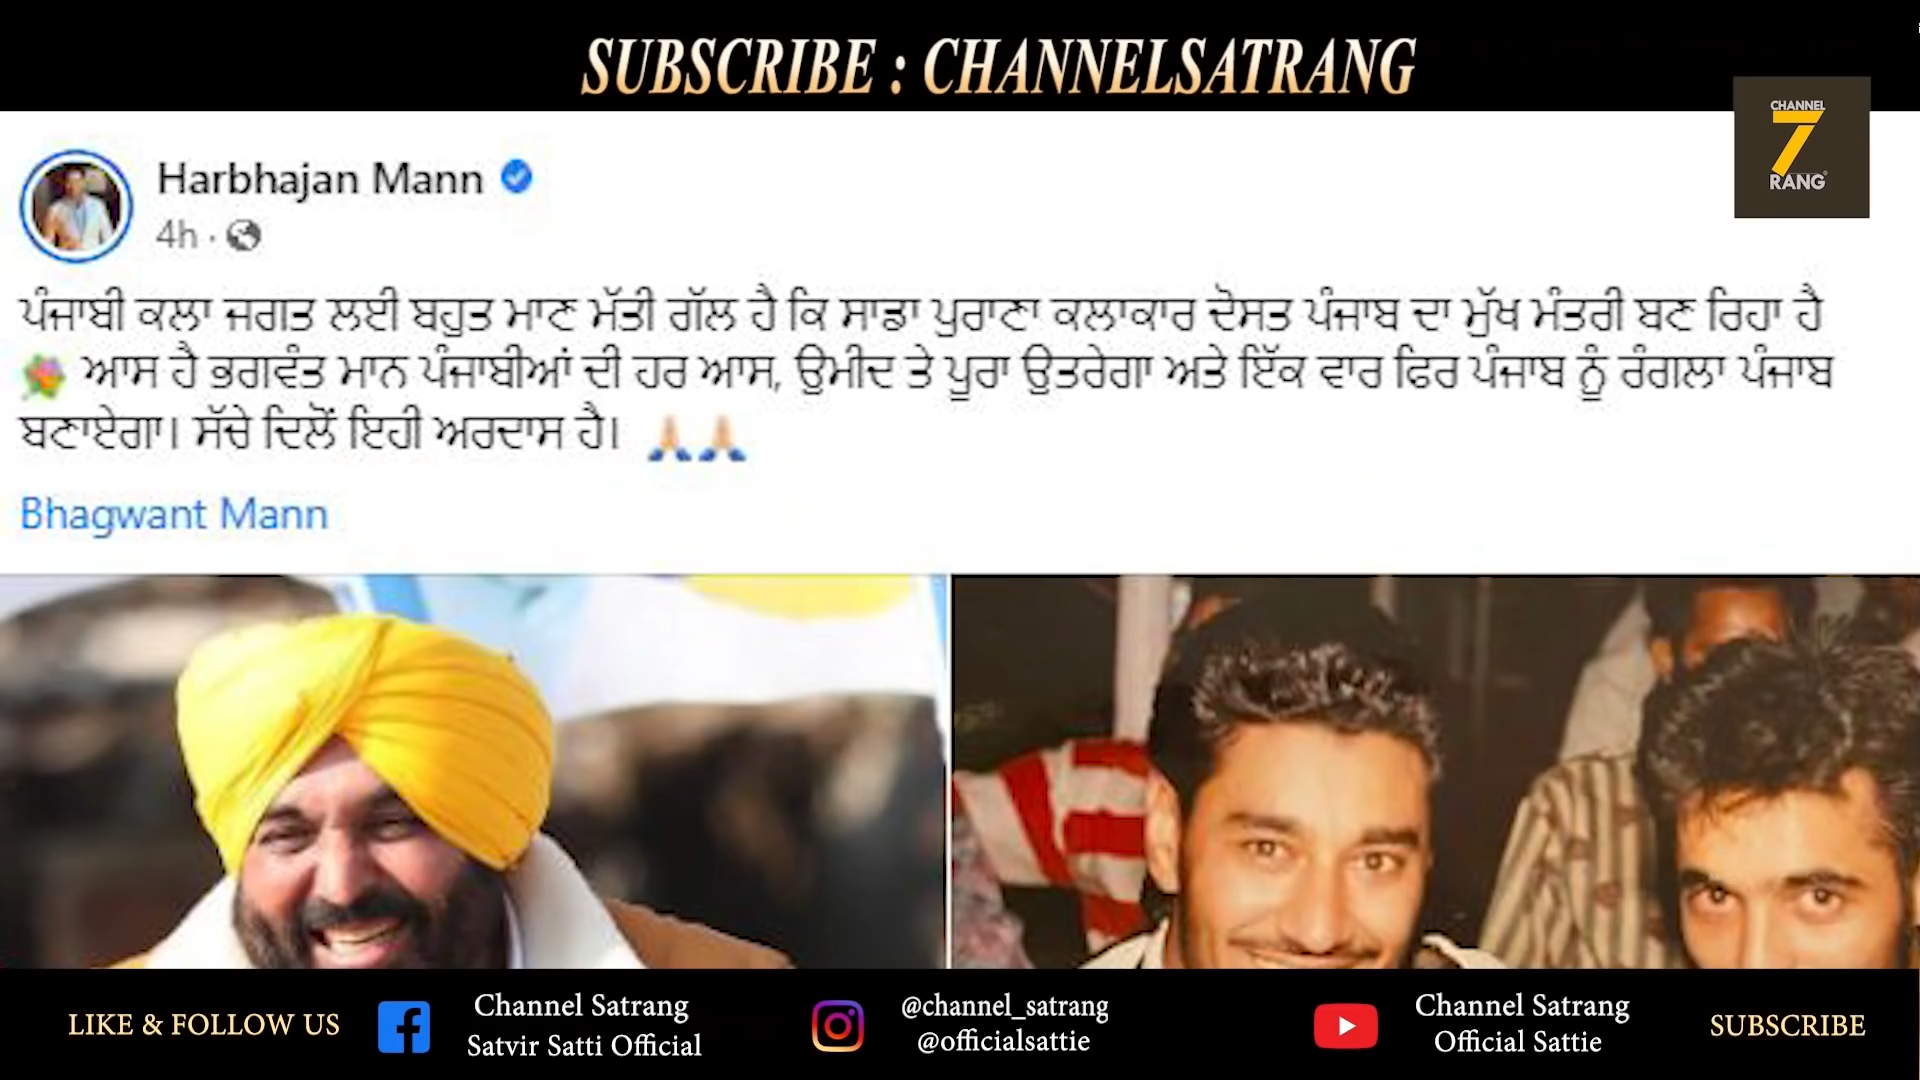 SUBSCRIBE : CHANNELSATRANG
CHANNEL
7
RANG
Harbhajan Mann
4h ·
ਪੰਜਾਬੀ ਕਲਾ ਜਗਤ ਲਈ ਬਹੁਤ ਮਾਣ ਮੱਤੀ ਗੱਲ ਹੈ ਕਿ ਸਾਡਾ ਪੁਰਾਣਾ ਕਲਾਕਾਰ ਦੋਸਤ ਪੰਜਾਬ ਦਾ ਮੁੱਖ ਮੰਤਰੀ ਬਣ ਰਿਹਾ ਹੈ
💐 ਆਸ ਹੈ ਭਗਵੰਤ ਮਾਨ ਪੰਜਾਬੀਆਂ ਦੀ ਹਰ ਆਸ, ਉਮੀਦ ਤੇ ਪੂਰਾ ਉਤਰੇਗਾ ਅਤੇ ਇੱਕ ਵਾਰ ਫਿਰ ਪੰਜਾਬ ਨੂੰ ਰੰਗਲਾ ਪੰਜਾਬ
ਬਣਾਏਗਾ। ਸੱਚੇ ਦਿਲੋਂ ਇਹੀ ਅਰਦਾਸ ਹੈ। 🙏🏼🙏🏼
Bhagwant Mann
LIKE & FOLLOW US
Channel Satrang
Satvir Satti Official
@channel_satrang
@officialsattie
Channel Satrang
Official Sattie
SUBSCRIBE